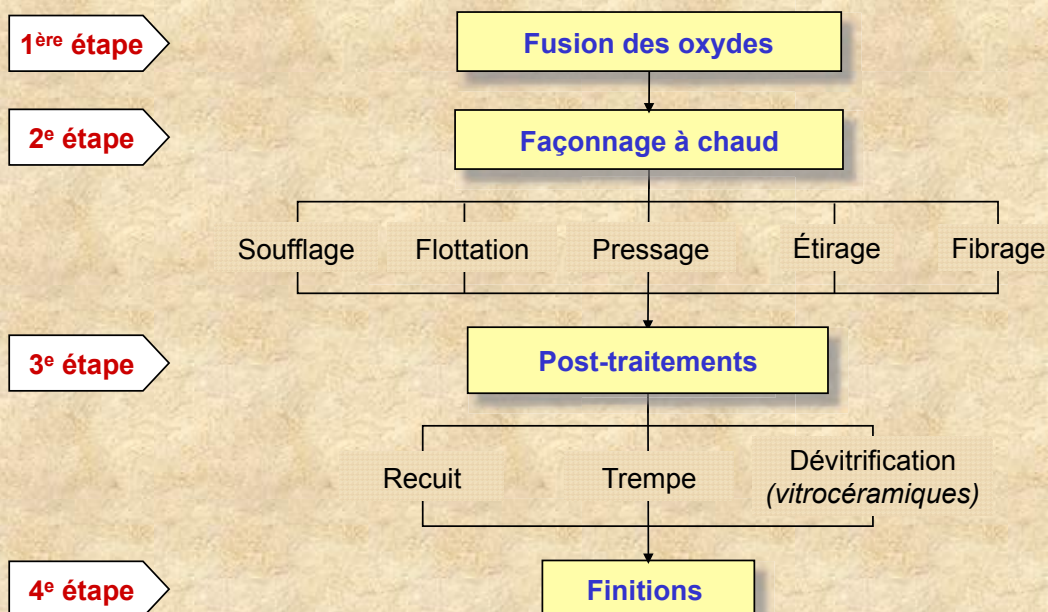 1ère étape
Fusion des oxydes
2e étape
Façonnage à chaud
Soufflage
Flottation
Pressage
Étirage
Fibrage
3e étape
Post-traitements
Recuit
Trempe
Dévitrification
(vitrocéramiques)
4e étape
Finitions